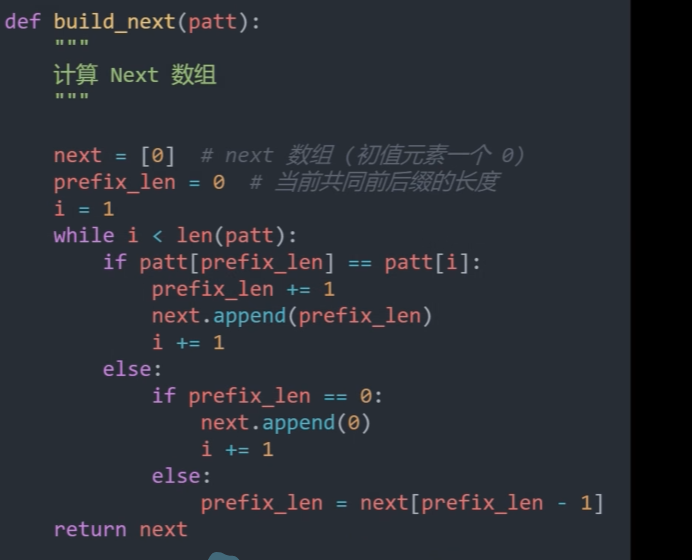 def build_next(patt):
    """
    计算 Next 数组
    """
    next = [0]  # next 数组 (初值元素一个 0)
    prefix_len = 0  # 当前共同前后缀的长度
    i = 1
    while i < len(patt):
        if patt[prefix_len] == patt[i]:
            prefix_len += 1
            next.append(prefix_len)
            i += 1
        else:
            if prefix_len == 0:
                next.append(0)
                i += 1
            else:
                prefix_len = next[prefix_len - 1]
    return next